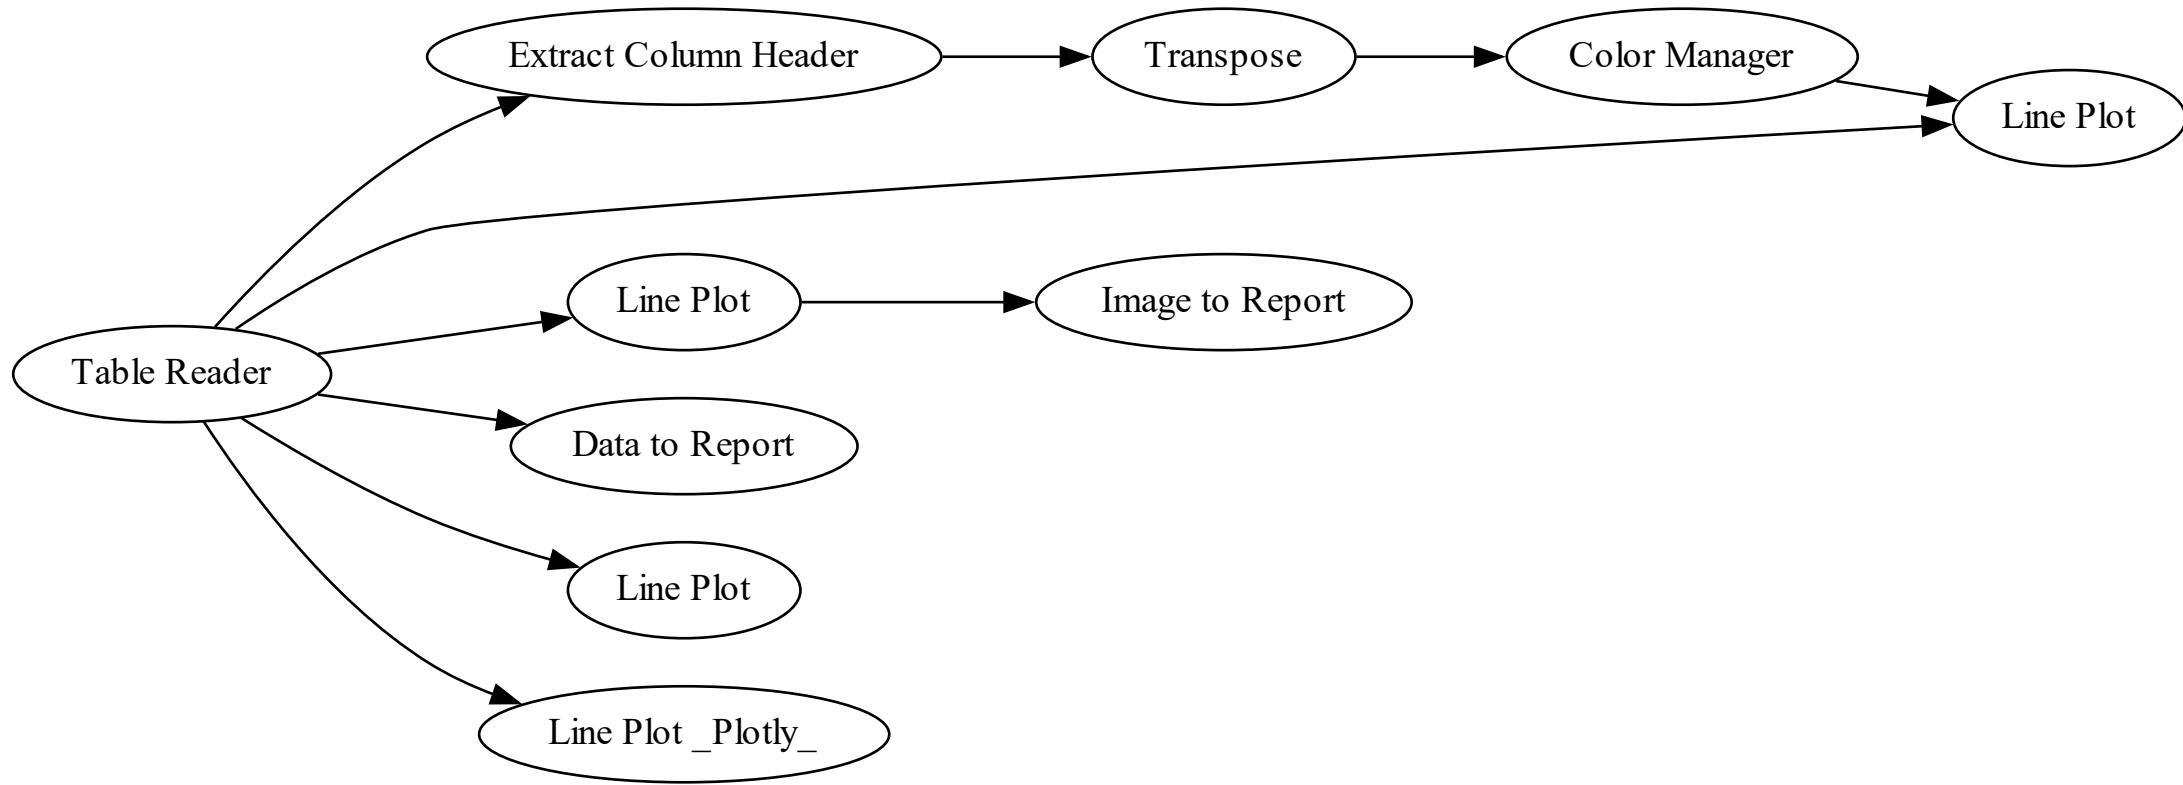 Extract Column Header
Transpose
Color Manager
Line Plot
Line Plot
Image to Report
Table Reader
Data to Report
Line Plot
Line Plot _Plotly_